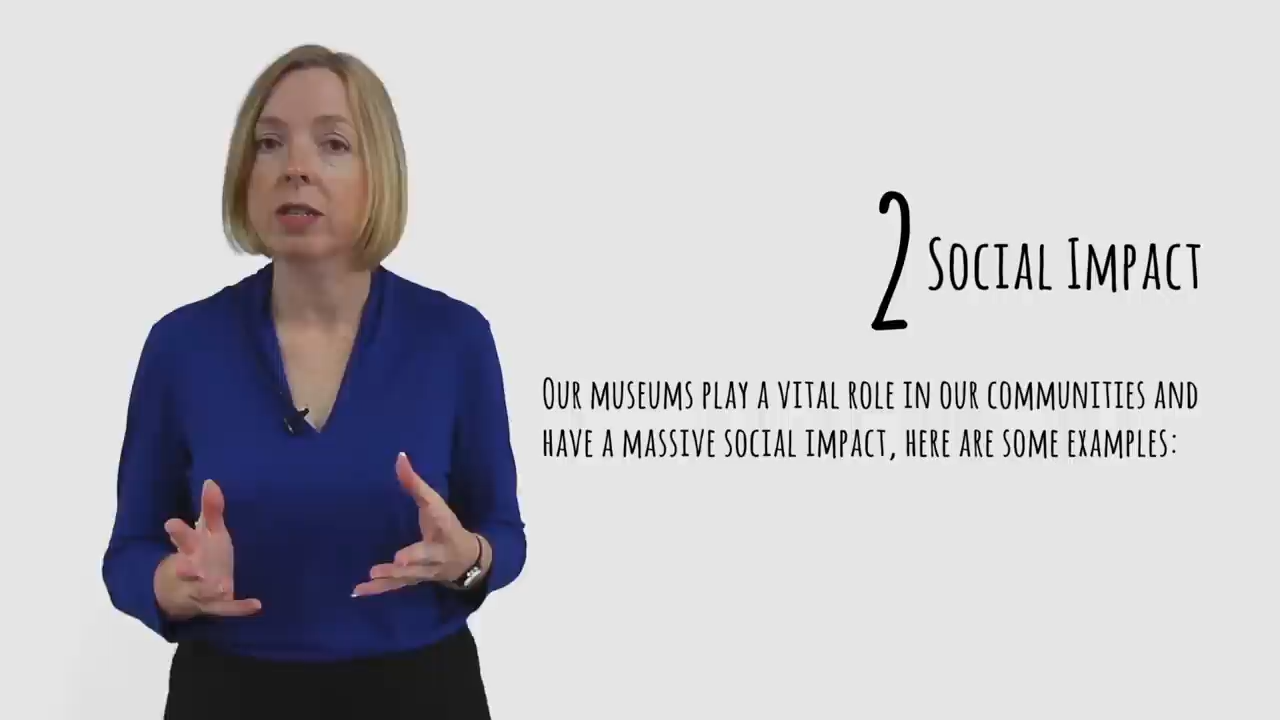 2 Social Impact
Our museums play a vital role in our communities and
have a massive social impact, here are some examples: